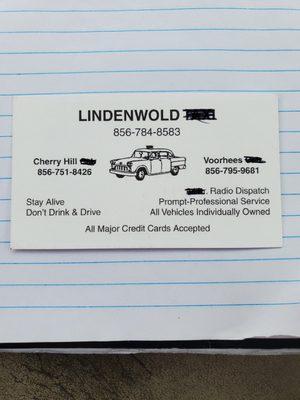 LINDENWOLD
856-784-8583
Cherry Hill
856-751-8426
Voorhees
856-795-9681
Radio Dispatch
Stay Alive
Prompt-Professional Service
Don't Drink & Drive
All Vehicles Individually Owned
All Major Credit Cards Accepted